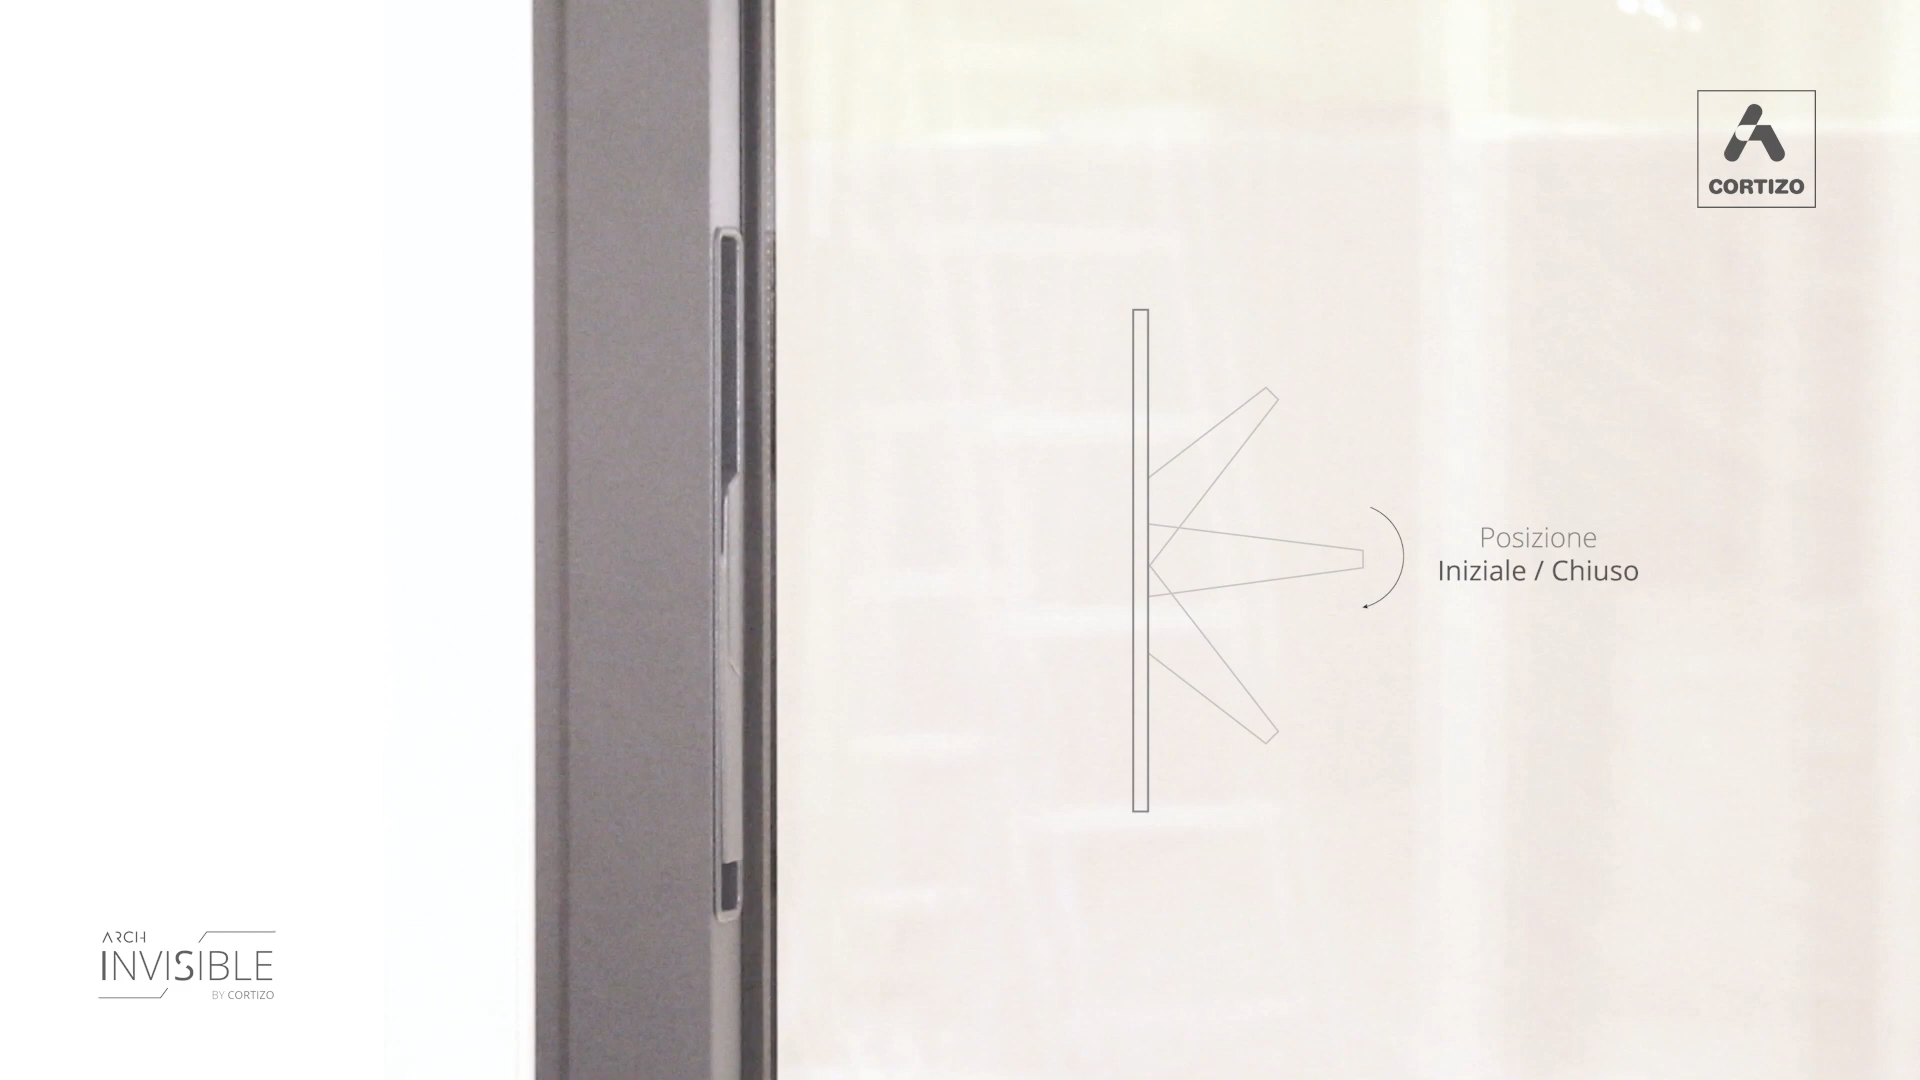 CORTIZO
Posizione
Iniziale / Chiuso
ARCH
INVISIBLE
BY CORTIZO